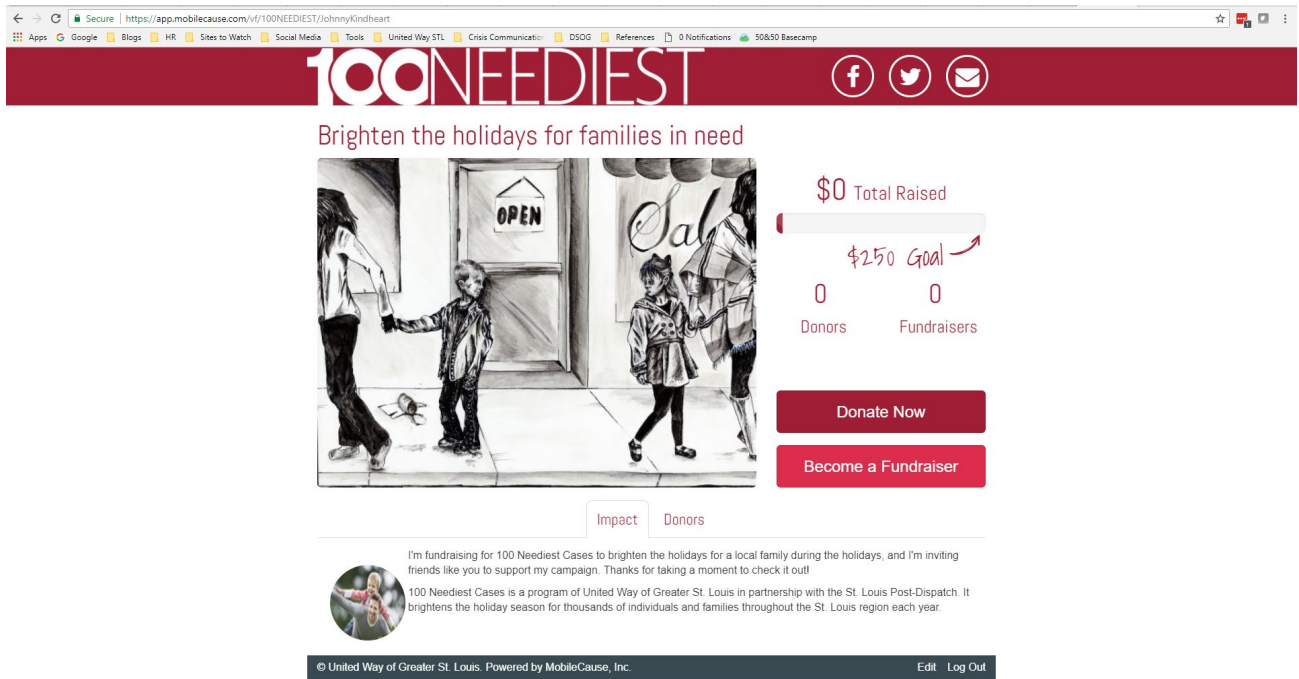 Secure | https://app.mobilecause.com/vf/100NEEDIEST/JohnnyKindheart
Apps Google Blogs HR Sites to Watch Social Media Tools United Way STL Crisis Communication DSOG References 0 Notifications 50&50 Basecamp
100NEEDIEST
Brighten the holidays for families in need
OPEN
Sal
$0 Total Raised
$250 Goal
0 0
Donors Fundraisers
Donate Now
Become a Fundraiser
Impact Donors
I'm fundraising for 100 Neediest Cases to brighten the holidays for a local family during the holidays, and I'm inviting
friends like you to support my campaign. Thanks for taking a moment to check it out!
100 Neediest Cases is a program of United Way of Greater St. Louis in partnership with the St. Louis Post-Dispatch. It
brightens the holiday season for thousands of individuals and families throughout the St. Louis region each year.
© United Way of Greater St. Louis. Powered by MobileCause, Inc. Edit Log Out